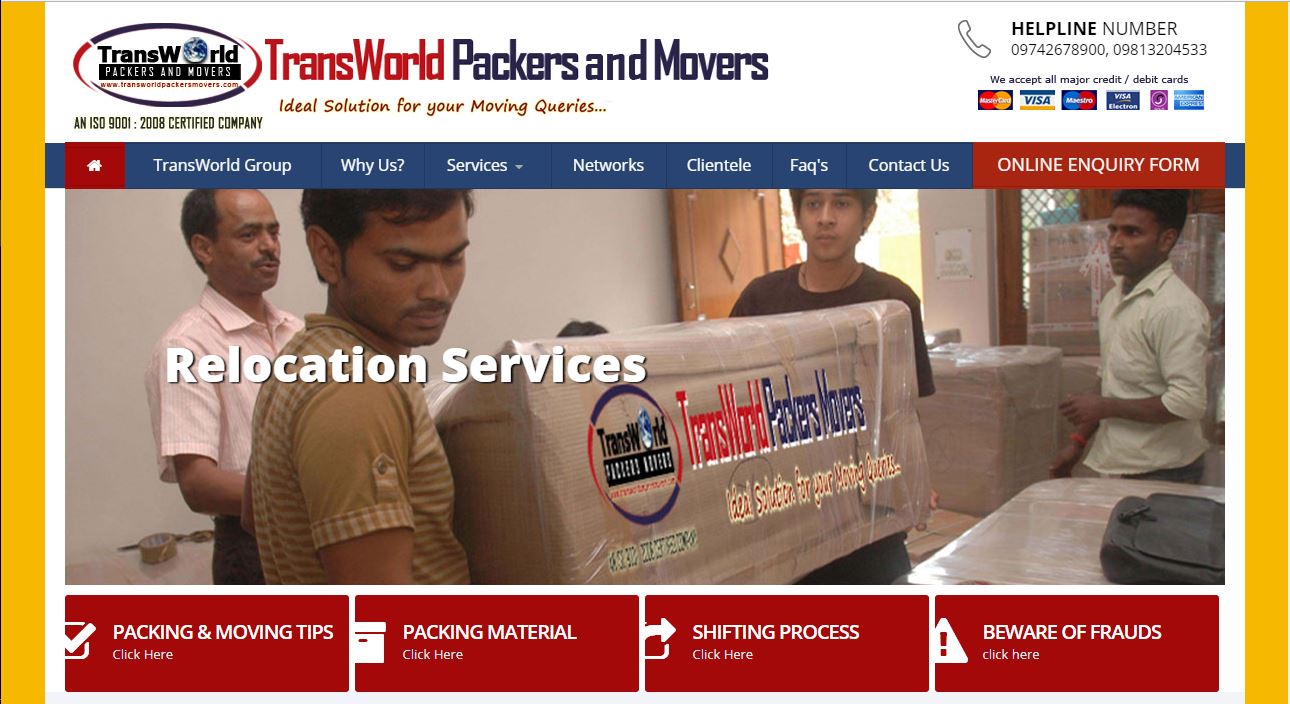 TransWorld
PACKERS AND MOVERS
www.transworldpackersmovers.com
AN ISO 9001 : 2008 CERTIFIED COMPANY
TransWorld Packers and Movers
Ideal Solution for your Moving Queries...
HELPLINE NUMBER
09742678900, 09813204533
We accept all major credit / debit cards
MasterCard VISA Maestro VISA Electron AMERICAN EXPRESS
TransWorld Group Why Us? Services Networks Clientele Faq's Contact Us ONLINE ENQUIRY FORM
Relocation Services
TransWorld
PACKERS MOVERS
TransWorld Packers Movers
Ideal Solution for your Moving Queries...
PACKING & MOVING TIPS
Click Here
PACKING MATERIAL
Click Here
SHIFTING PROCESS
Click Here
BEWARE OF FRAUDS
click here